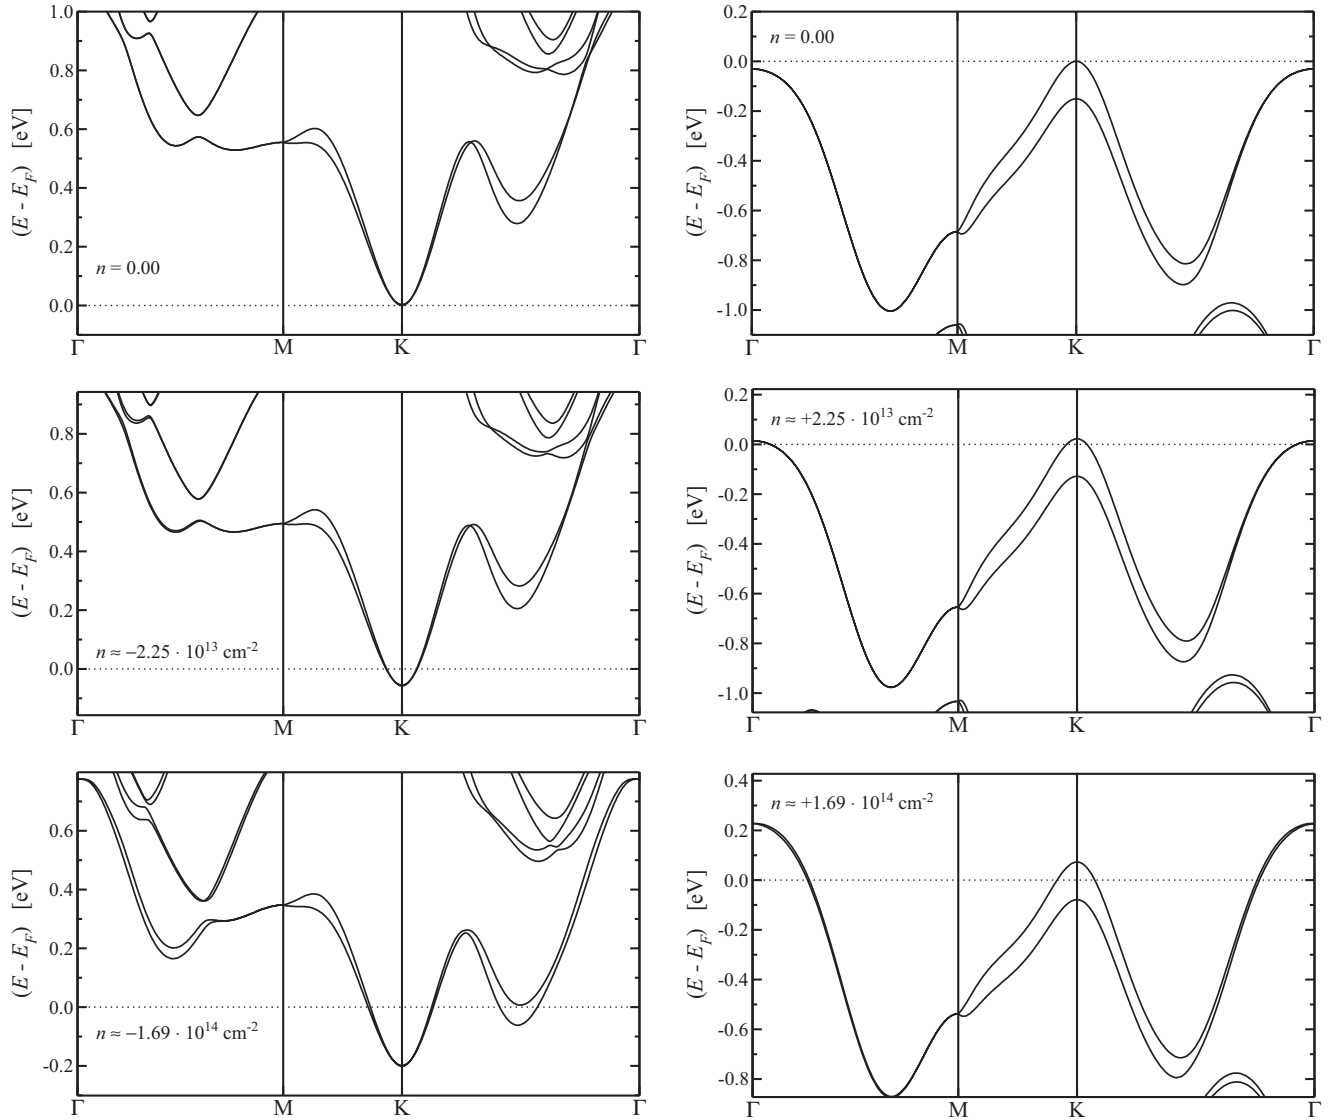 1.0
0.8
0.6
0.4
0.2
0.0
(E - E_F) [eV]
n = 0.00
Γ M K Γ
0.2
0.0
-0.2
-0.4
-0.6
-0.8
-1.0
(E - E_F) [eV]
n = 0.00
Γ M K Γ
0.8
0.6
0.4
0.2
0.0
(E - E_F) [eV]
n ≈ −2.25 · 10^13 cm^-2
Γ M K Γ
0.2
0.0
-0.2
-0.4
-0.6
-0.8
-1.0
(E - E_F) [eV]
n ≈ +2.25 · 10^13 cm^-2
Γ M K Γ
0.6
0.4
0.2
0.0
-0.2
(E - E_F) [eV]
n ≈ −1.69 · 10^14 cm^-2
Γ M K Γ
0.4
0.2
0.0
-0.2
-0.4
-0.6
-0.8
(E - E_F) [eV]
n ≈ +1.69 · 10^14 cm^-2
Γ M K Γ